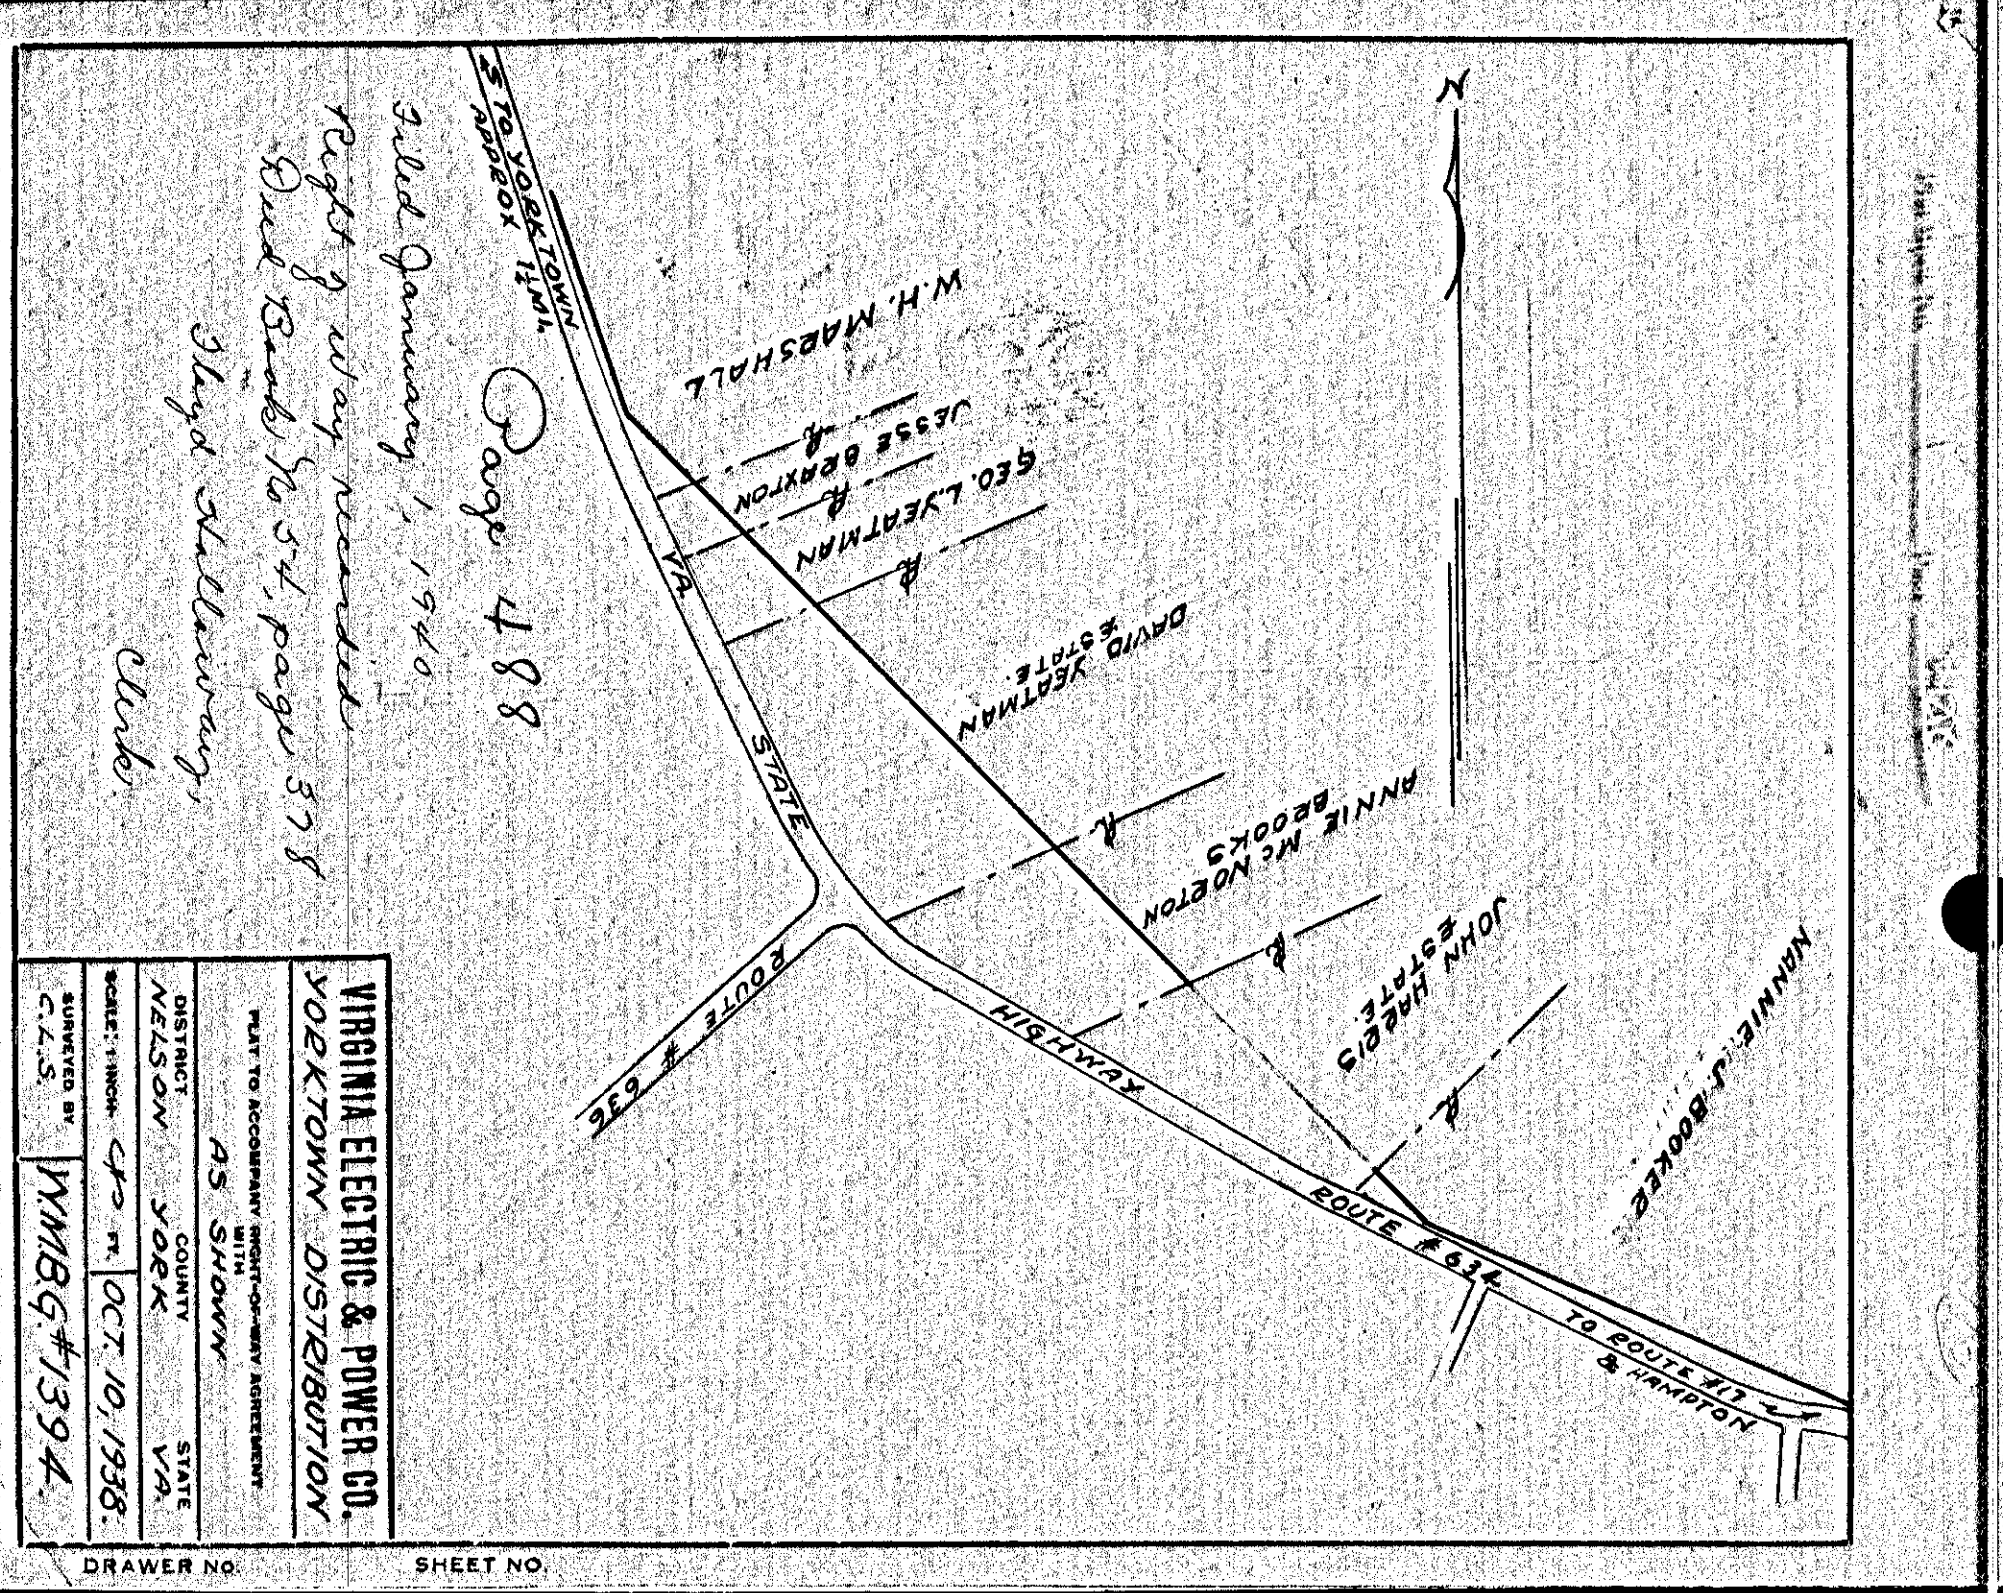 N
S TO YORKTOWN
APPROX 1½ MI.
W.H. MARSHALL
JESSE BRAXTON
GEO. L. YEATMAN
DAVID YEATMAN
ESTATE.
ANNIE Mc NORTON
BROOKS
JOHN HARRIS
ESTATE.
NANNIE J. BOOKER
VA. STATE HIGHWAY ROUTE #634
ROUTE # 636
TO ROUTE #17
& HAMPTON
Page 488
Filed January 1, 1940
Right of way recorded
Deed Book No 54, page 378
Floyd Holloway,
Clerk.
VIRGINIA ELECTRIC & POWER CO.
YORKTOWN DISTRIBUTION
PLAT TO ACCOMPANY RIGHT-OF-WAY AGREEMENT
WITH
AS SHOWN
DISTRICT COUNTY STATE
NELSON YORK VA.
SCALE: 1 INCH FT. OCT. 10, 1938.
SURVEYED BY
C.L.S. WMBG. #1394.
DRAWER NO. SHEET NO.